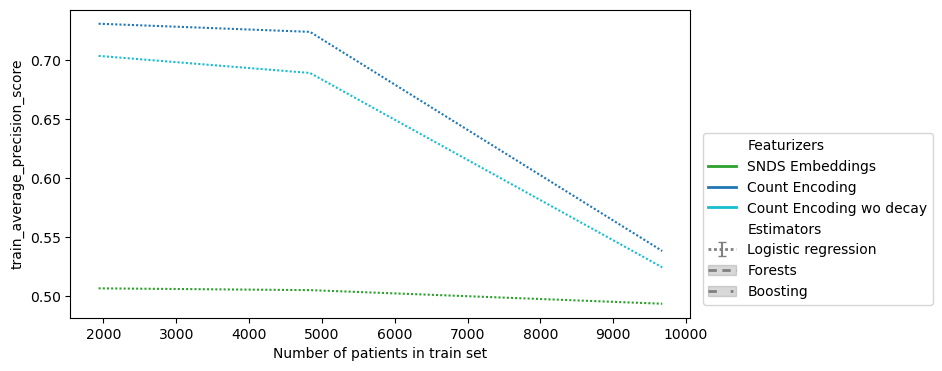 train_average_precision_score
0.70
0.65
0.60
0.55
0.50
2000 3000 4000 5000 6000 7000 8000 9000 10000
Number of patients in train set
Featurizers
SNDS Embeddings
Count Encoding
Count Encoding wo decay
Estimators
Logistic regression
Forests
Boosting